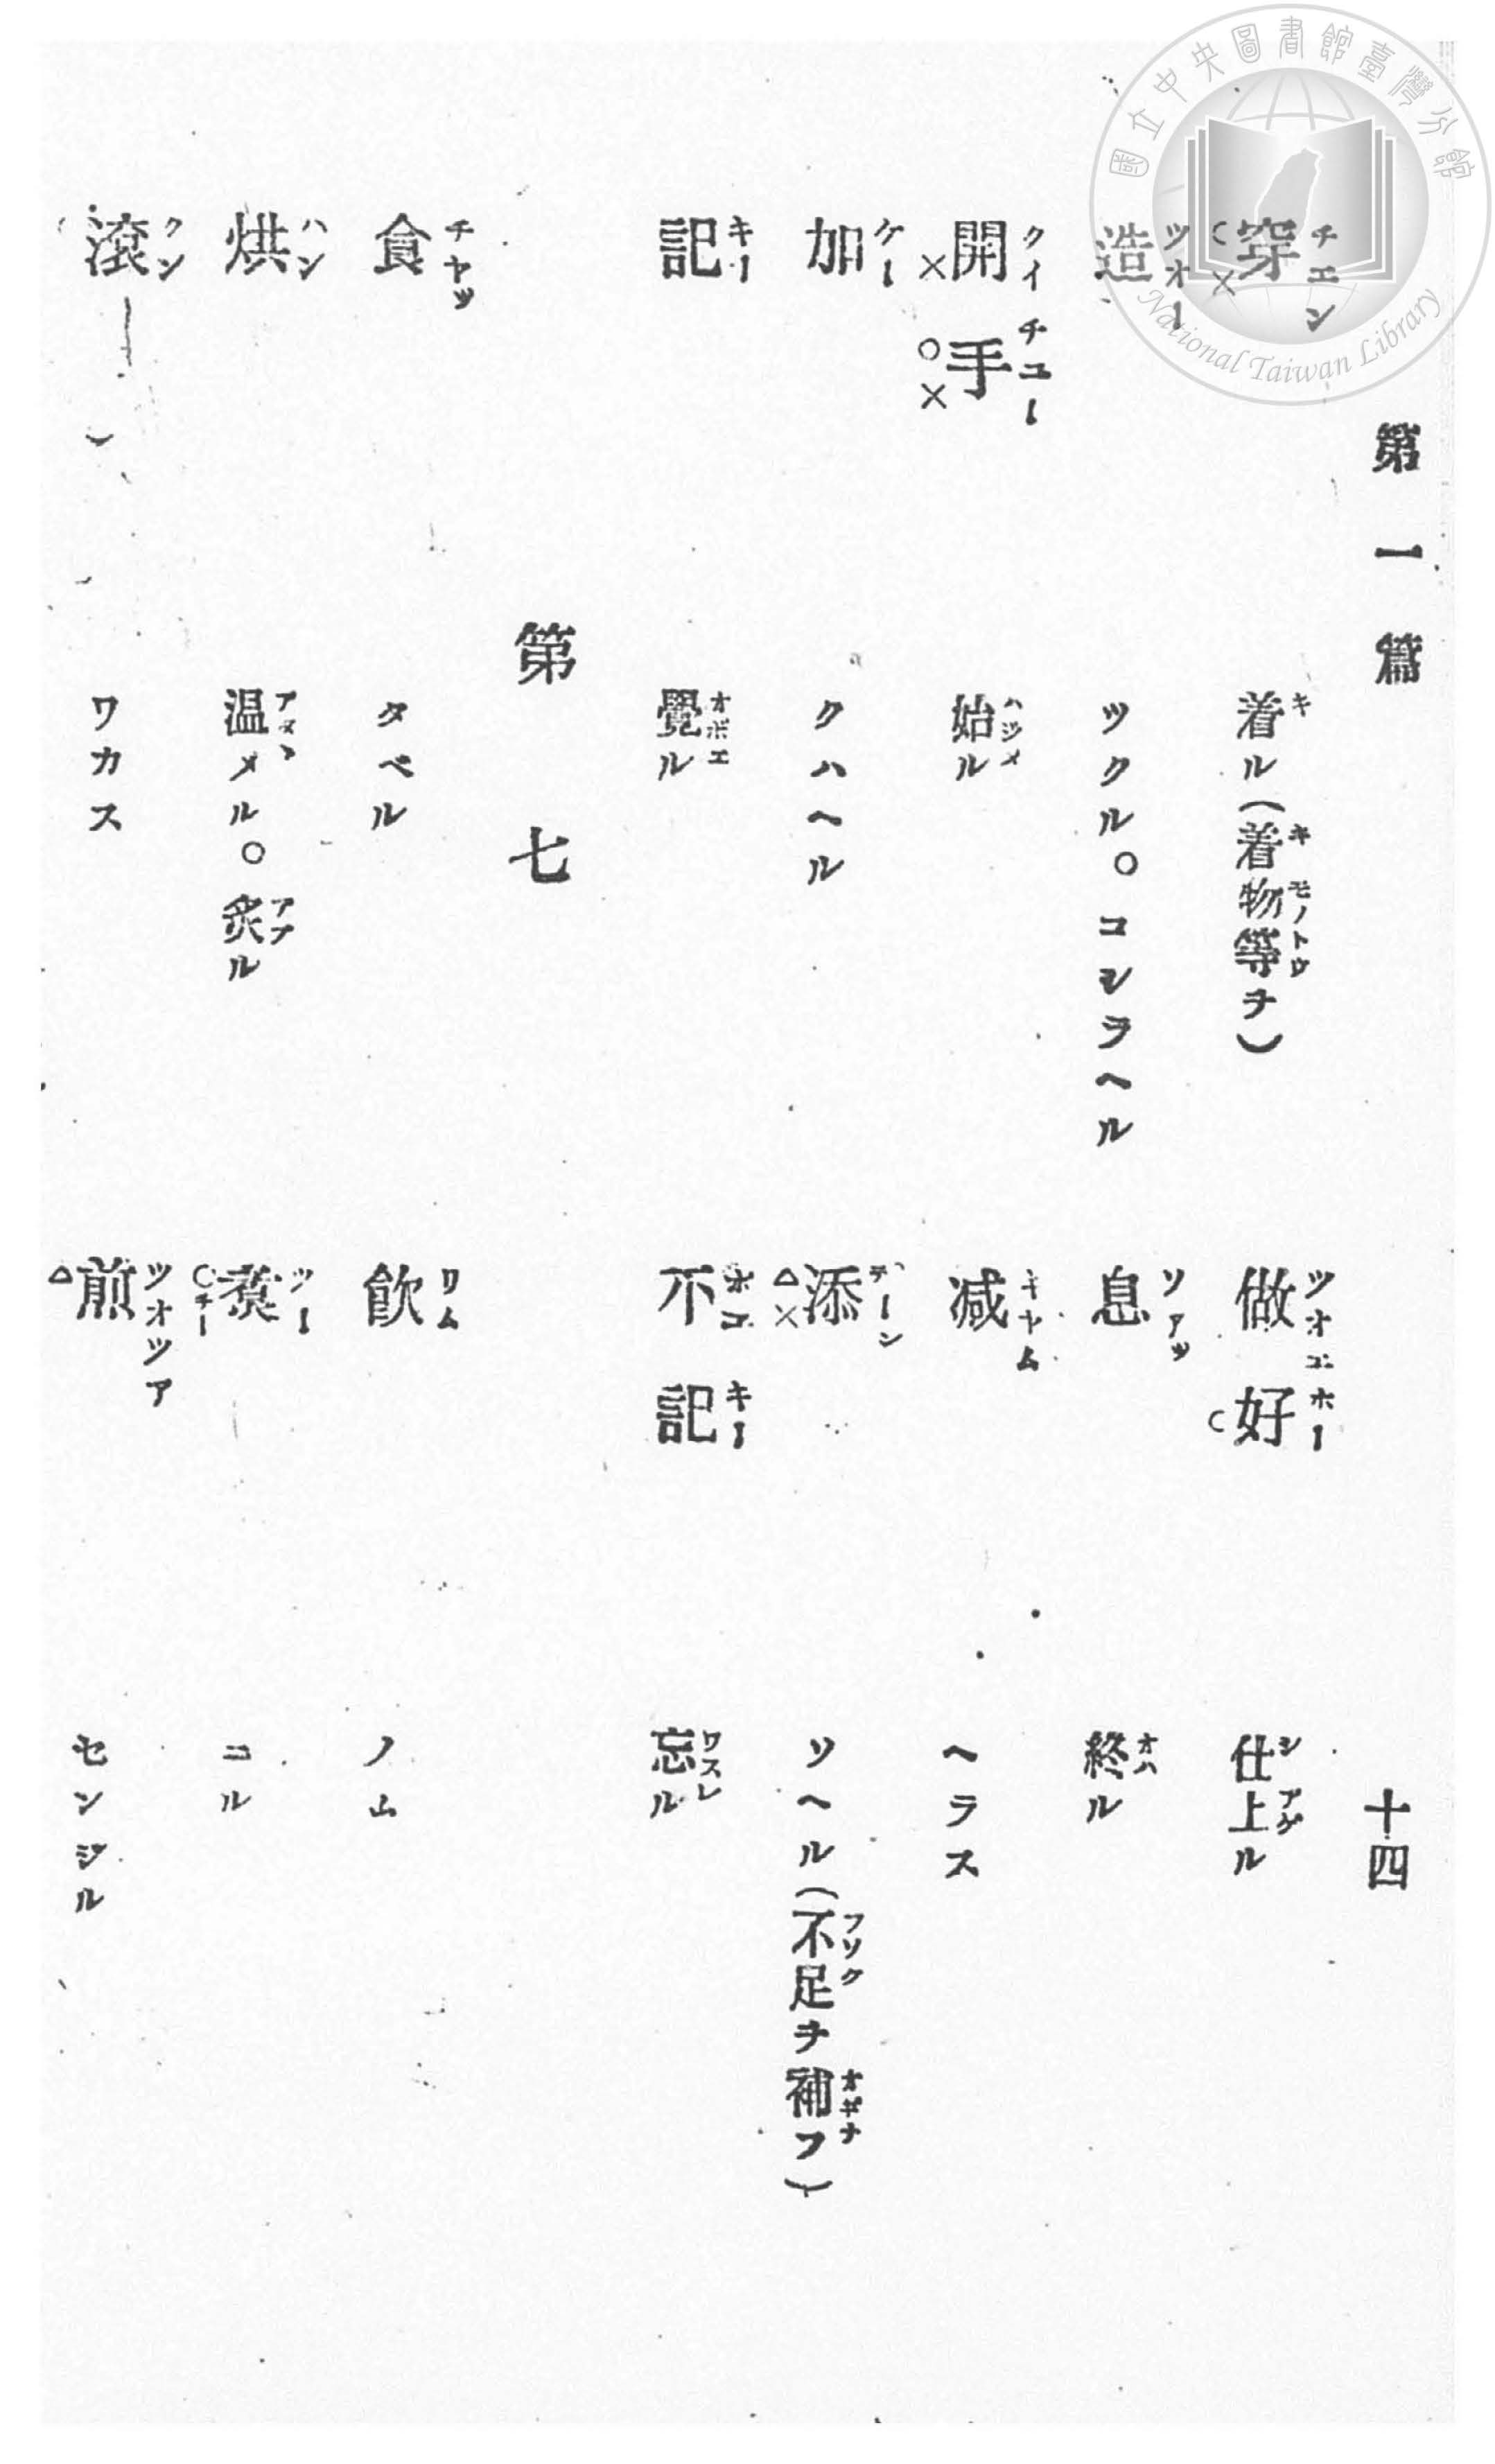 國立中央圖書館臺灣分館
National Taiwan Library
第一篇 十四
チエン
穿
○×
着ル(着物等ヲ)
キ キモノトウ
ツオエホー
做好
○
仕上ル
シアゲ
ツオー
造
ツクル。コシラヘル
ソアツ
息
終ル
オハ
クイチユー
開手
× ○×
始ル
ハジメ
キヤム
減
ヘラス
ケー
加
クハヘル
テーン
添
△×
ソヘル(不足ヲ補フ)
フソク オギナ
キー
記
覺ル
オボエ
キー
不記
忘ル
ワスレ
第七
チヤツ
食
タベル
リム
飮
ノム
ハン
烘
温メル。炙ル
アタヽ アブ
ツー
煑
○チー
ニル
クン
滾
ワカス
ツオツア
煎
△
センジル